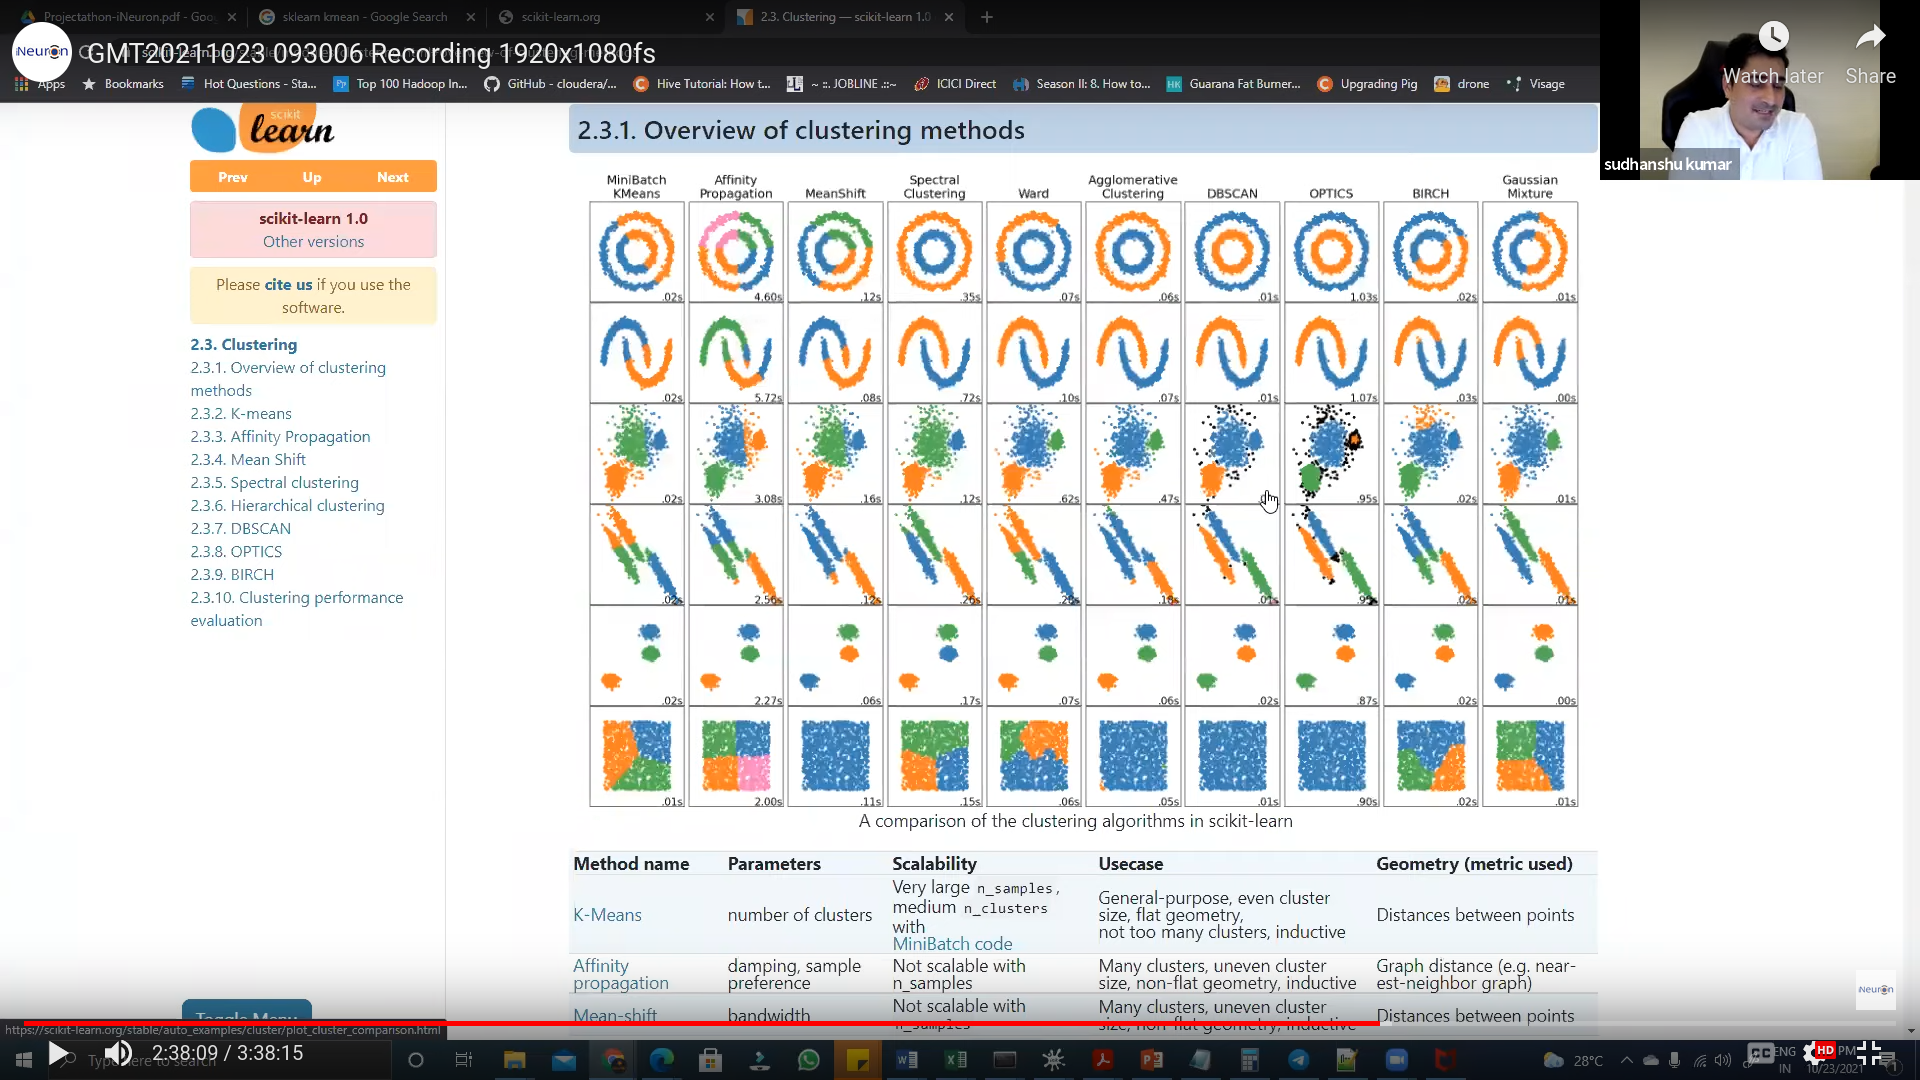 Projectathon-iNeuron.pdf - Goo
sklearn kmean - Google Search
scikit-learn.org
2.3. Clustering — scikit-learn 1.0
iNeuron
GMT20211023 093006 Recording 1920x1080fs
Watch later
Share
Apps
Bookmarks
Hot Questions - Sta...
Top 100 Hadoop In...
GitHub - cloudera/...
Hive Tutorial: How t...
~ :: JOBLINE .::~
ICICI Direct
Season II: 8. How to...
Guarana Fat Burner...
Upgrading Pig
drone
Visage
sudhanshu kumar
scikit
learn
Prev
Up
Next
scikit-learn 1.0
Other versions
Please cite us if you use the
software.
2.3. Clustering
2.3.1. Overview of clustering
methods
2.3.2. K-means
2.3.3. Affinity Propagation
2.3.4. Mean Shift
2.3.5. Spectral clustering
2.3.6. Hierarchical clustering
2.3.7. DBSCAN
2.3.8. OPTICS
2.3.9. BIRCH
2.3.10. Clustering performance
evaluation
Toggle Menu
2.3.1. Overview of clustering methods
MiniBatch
KMeans
Affinity
Propagation
MeanShift
Spectral
Clustering
Ward
Agglomerative
Clustering
DBSCAN
OPTICS
BIRCH
Gaussian
Mixture
.02s 4.60s .12s .35s .07s .06s .01s 1.03s .02s .01s
.02s 5.72s .08s .72s .10s .07s .01s 1.07s .03s .00s
.02s 3.08s .16s .12s .62s .47s .95s .02s .01s
.02s 2.56s .12s .26s .28s .18s .01s .95s .02s .01s
.02s 2.27s .06s .17s .07s .06s .02s .87s .02s .00s
.01s 2.00s .11s .15s .06s .05s .01s .90s .02s .01s
A comparison of the clustering algorithms in scikit-learn
Method name Parameters Scalability Usecase Geometry (metric used)
K-Means
number of clusters
Very large n_samples,
medium n_clusters
with
MiniBatch code
General-purpose, even cluster
size, flat geometry,
not too many clusters, inductive
Distances between points
Affinity
propagation
damping, sample
preference
Not scalable with
n_samples
Many clusters, uneven cluster
size, non-flat geometry, inductive
Graph distance (e.g. near-
est-neighbor graph)
Mean-shift
bandwidth
Not scalable with
n_samples
Many clusters, uneven cluster
size, non-flat geometry, inductive
Distances between points
iNeuron
https://scikit-learn.org/stable/auto_examples/cluster/plot_cluster_comparison.html
2:38:09 / 3:38:15
Type here to search
28°C
CC
ENG
IN
HD
PM
10/23/2021